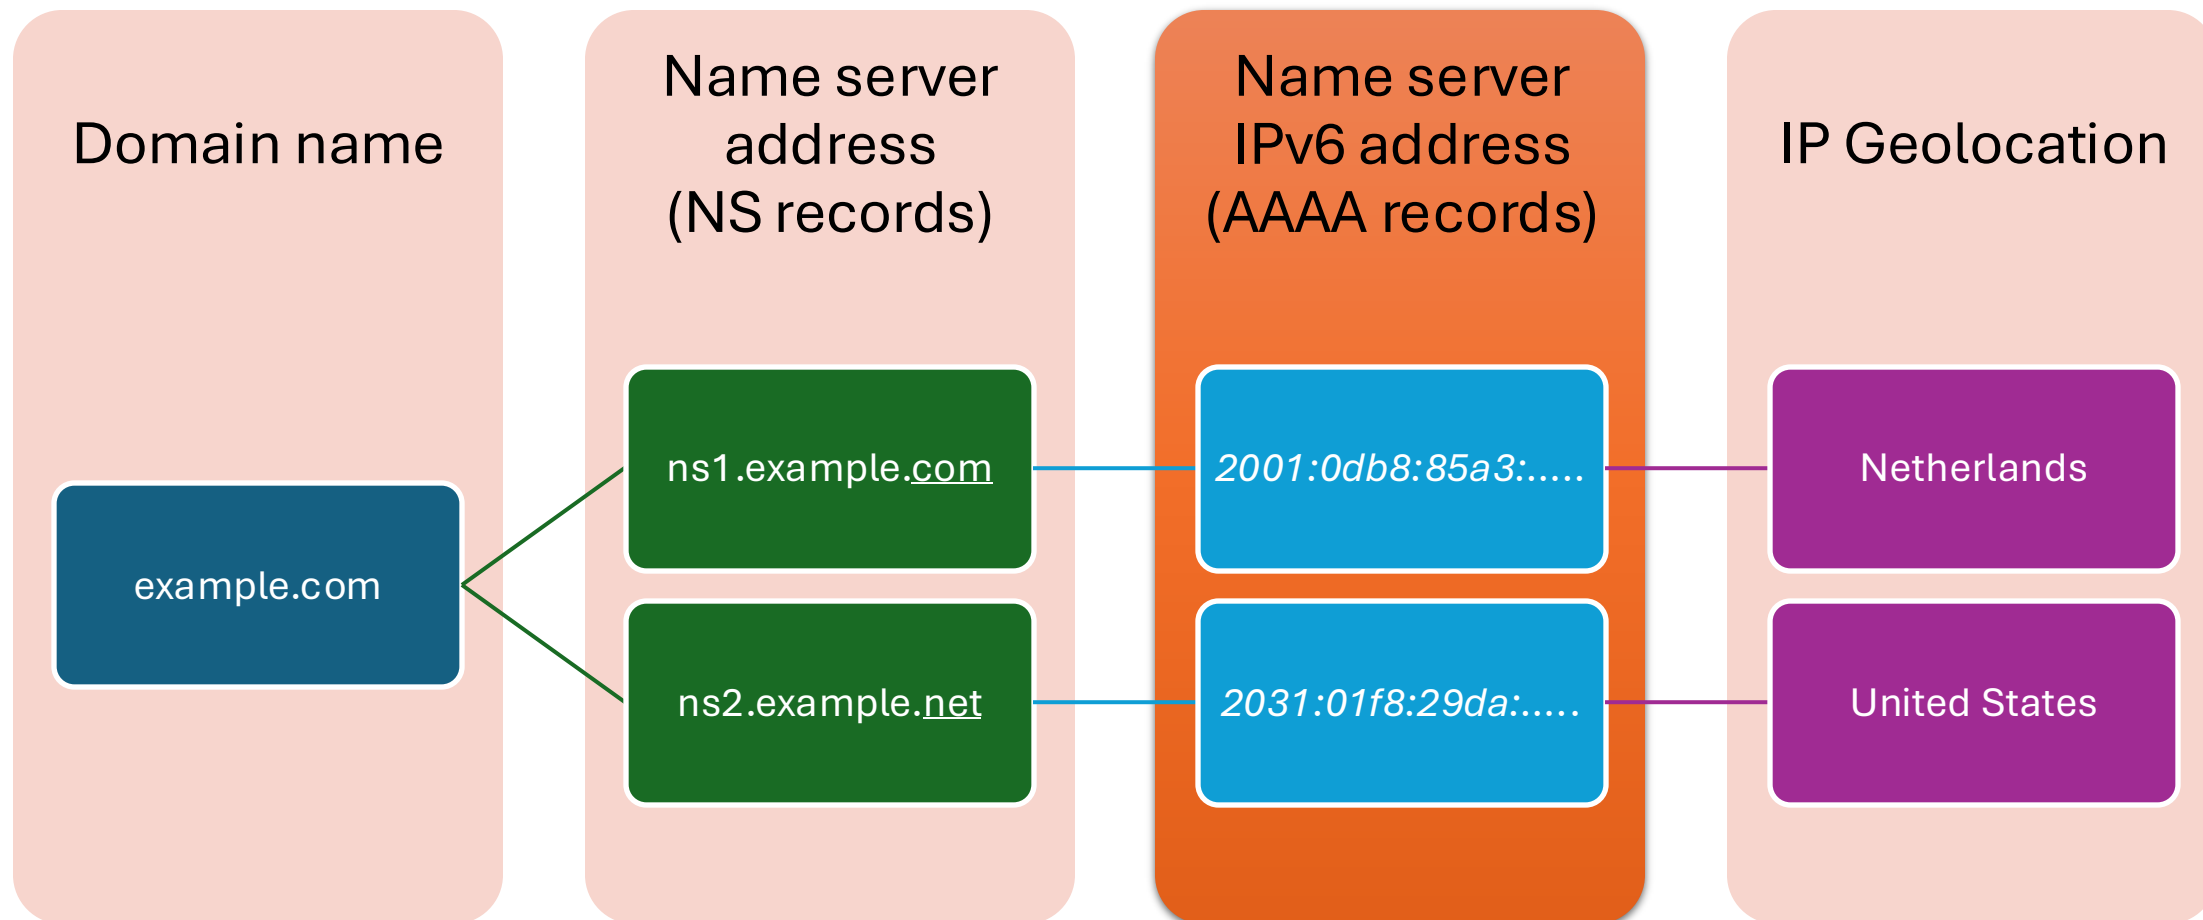 Domain name
Name server
address
(NS records)
Name server
IPv6 address
(AAAA records)
IP Geolocation
example.com
ns1.example.com
ns2.example.net
2001:0db8:85a3:.....
2031:01f8:29da:.....
Netherlands
United States